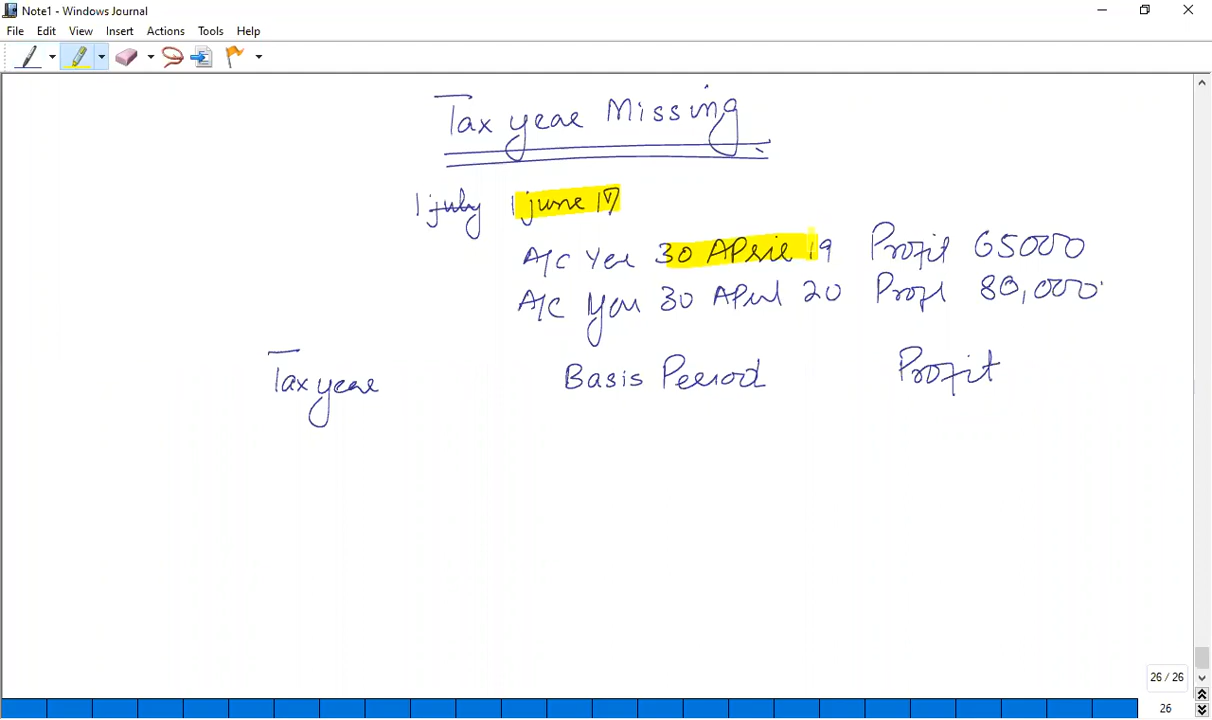 Note1 - Windows Journal
File Edit View Insert Actions Tools Help
Tax year Missing
1 july 1 june 17
A/C Yer 30 APril 19 Profit 65000
A/C Year 30 APril 20 Profit 80,000
Tax year Basis Period Profit
26 / 26
26